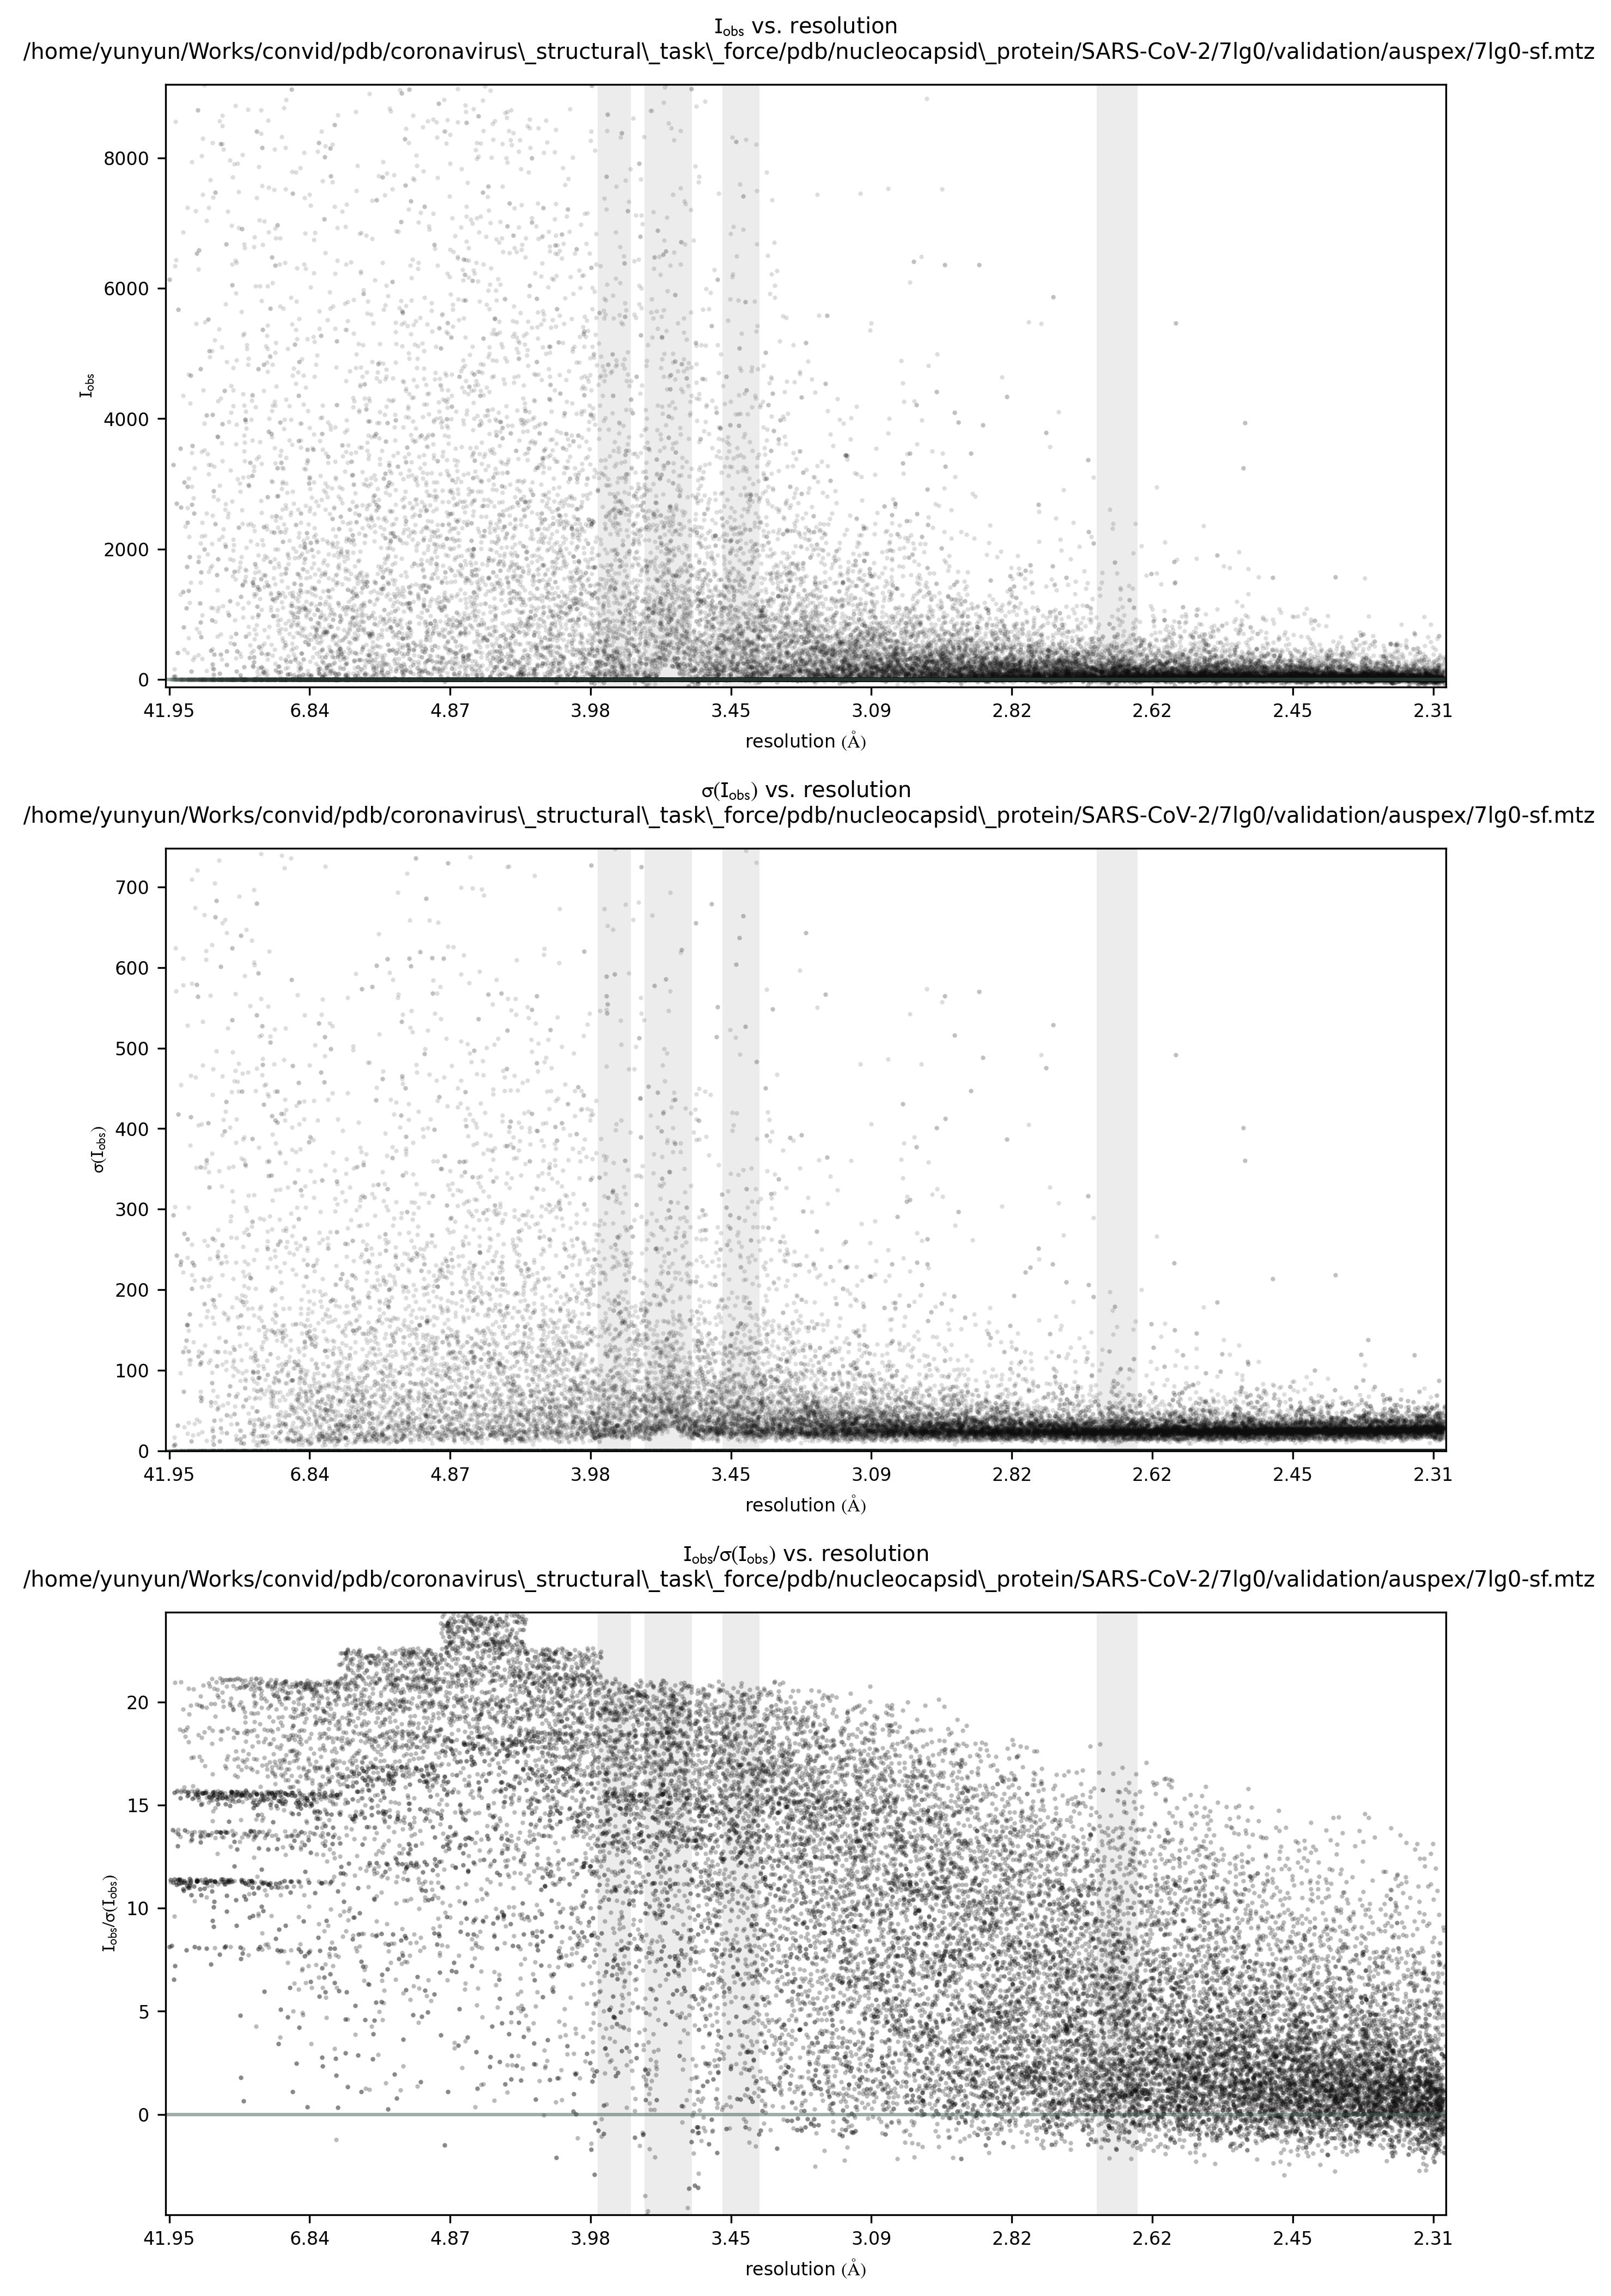 I_obs vs. resolution
/home/yunyun/Works/convid/pdb/coronavirus\_structural\_task\_force/pdb/nucleocapsid\_protein/SARS-CoV-2/7lg0/validation/auspex/7lg0-sf.mtz
8000
6000
4000
2000
0
I_obs
41.95 6.84 4.87 3.98 3.45 3.09 2.82 2.62 2.45 2.31
resolution (Å)
σ(I_obs) vs. resolution
/home/yunyun/Works/convid/pdb/coronavirus\_structural\_task\_force/pdb/nucleocapsid\_protein/SARS-CoV-2/7lg0/validation/auspex/7lg0-sf.mtz
700
600
500
400
300
200
100
0
σ(I_obs)
41.95 6.84 4.87 3.98 3.45 3.09 2.82 2.62 2.45 2.31
resolution (Å)
I_obs/σ(I_obs) vs. resolution
/home/yunyun/Works/convid/pdb/coronavirus\_structural\_task\_force/pdb/nucleocapsid\_protein/SARS-CoV-2/7lg0/validation/auspex/7lg0-sf.mtz
20
15
10
5
0
I_obs/σ(I_obs)
41.95 6.84 4.87 3.98 3.45 3.09 2.82 2.62 2.45 2.31
resolution (Å)